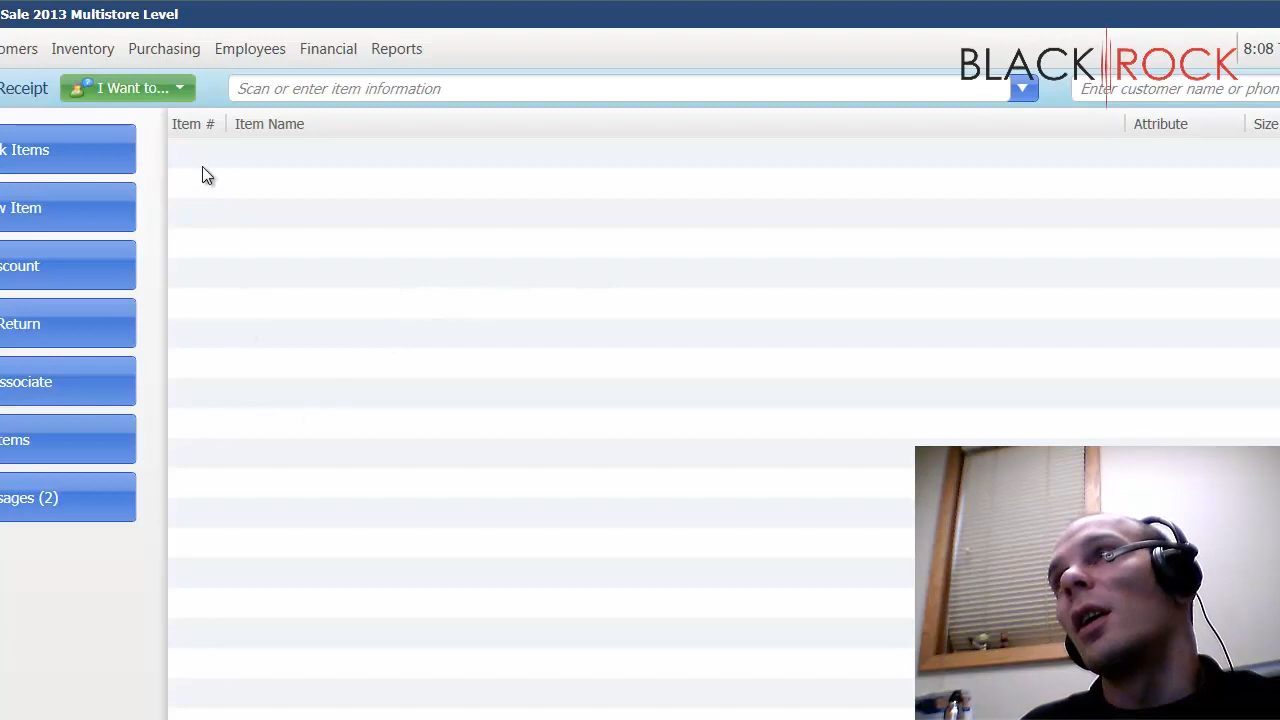 Sale 2013 Multistore Level
omers Inventory Purchasing Employees Financial Reports
BLACK ROCK
8:08
Receipt I Want to... Scan or enter item information Enter customer name or phon
Item # Item Name Attribute Size
k Items
w Item
scount
Return
ssociate
tems
sages (2)